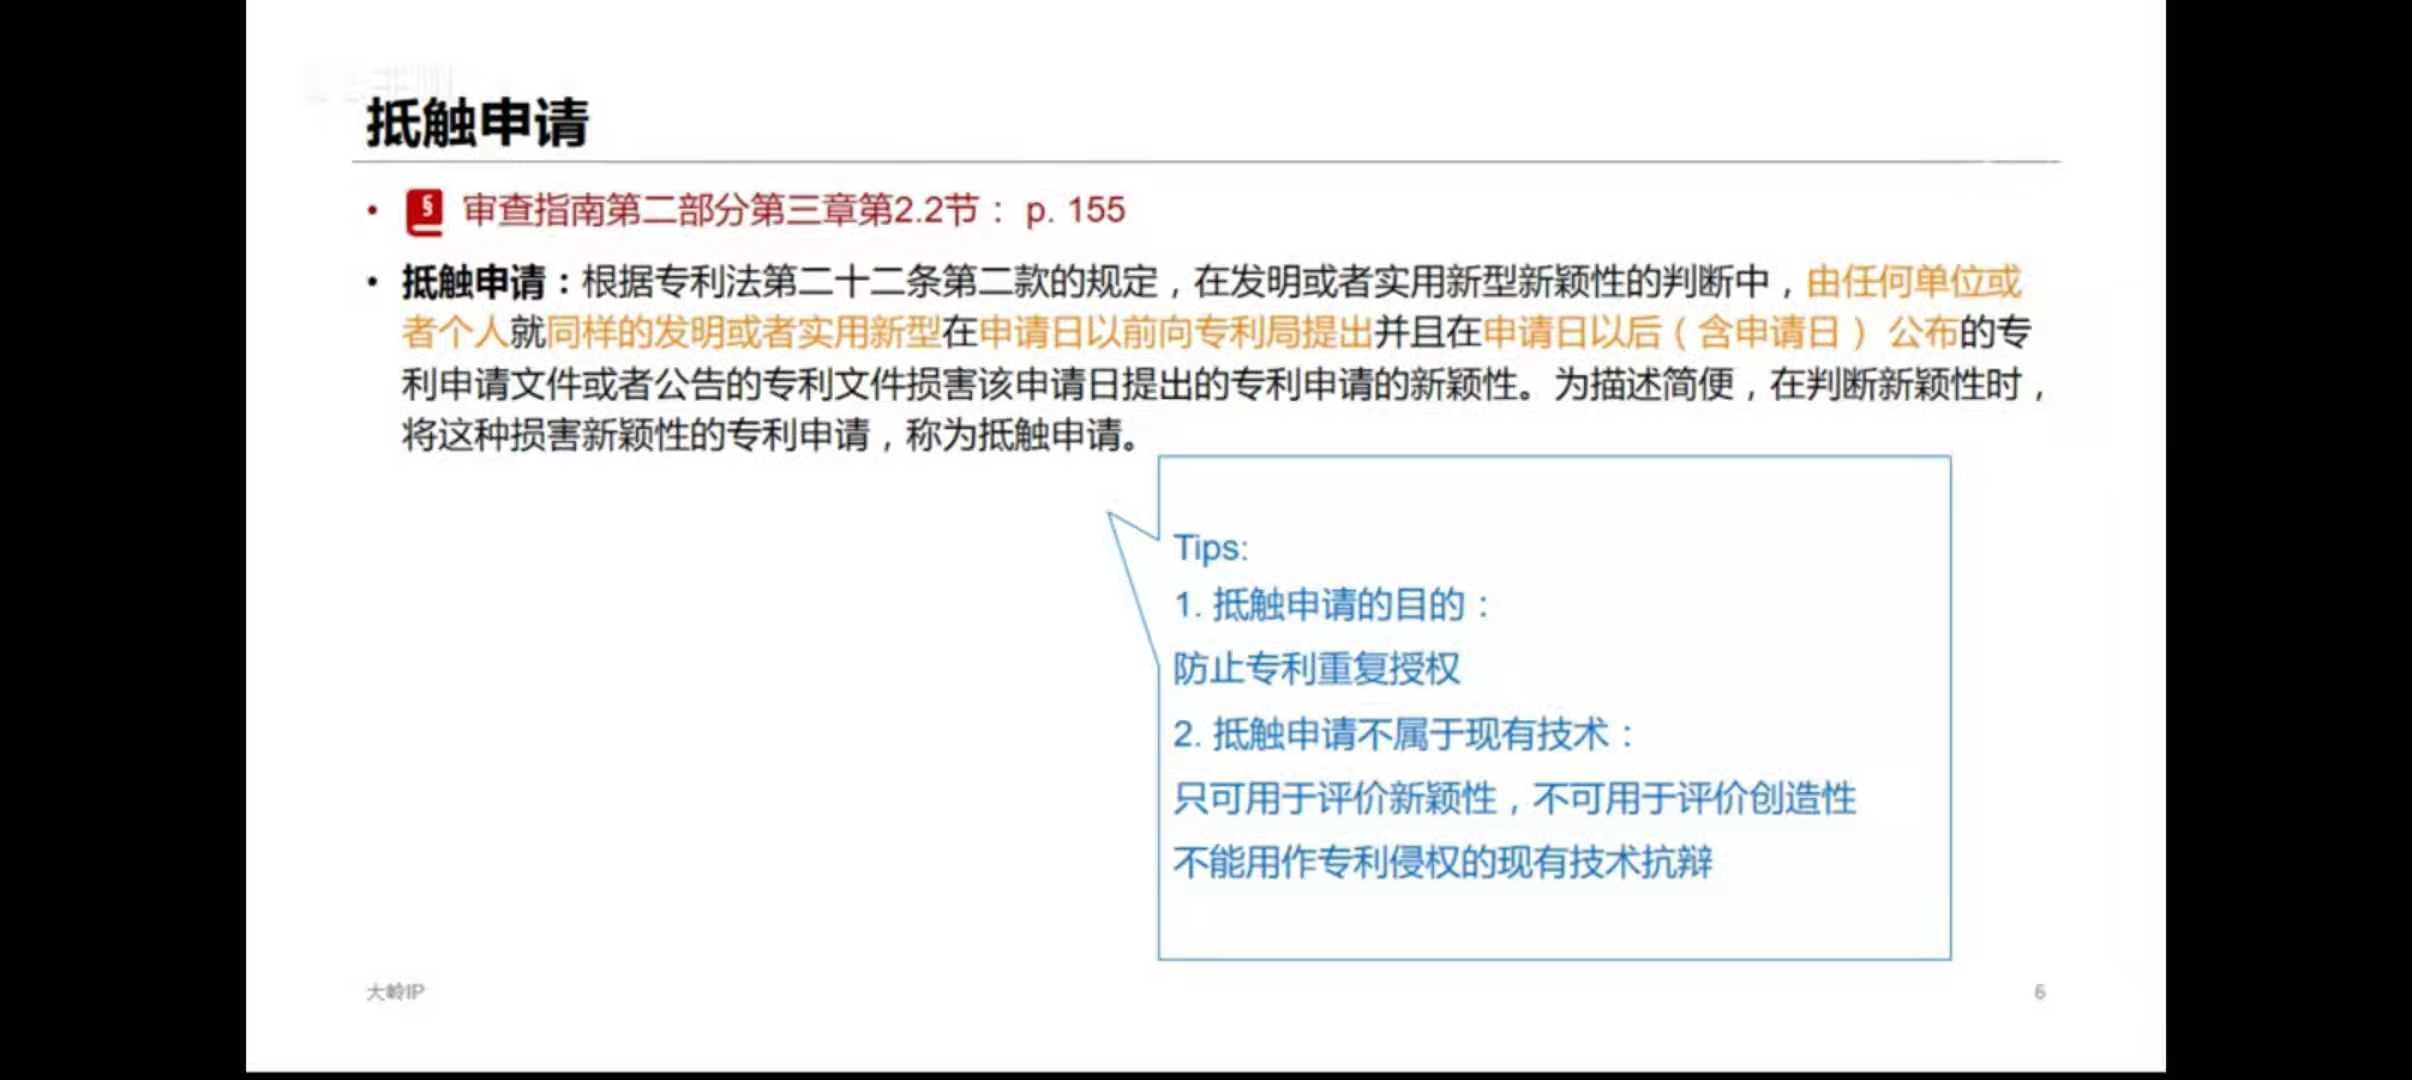 抵触申请
• § 审查指南第二部分第三章第2.2节： p. 155
• 抵触申请：根据专利法第二十二条第二款的规定，在发明或者实用新型新颖性的判断中，由任何单位或
者个人就同样的发明或者实用新型在申请日以前向专利局提出并且在申请日以后（含申请日）公布的专
利申请文件或者公告的专利文件损害该申请日提出的专利申请的新颖性。为描述简便，在判断新颖性时，
将这种损害新颖性的专利申请，称为抵触申请。
Tips:
1. 抵触申请的目的：
防止专利重复授权
2. 抵触申请不属于现有技术：
只可用于评价新颖性，不可用于评价创造性
不能用作专利侵权的现有技术抗辩
大岭IP
6